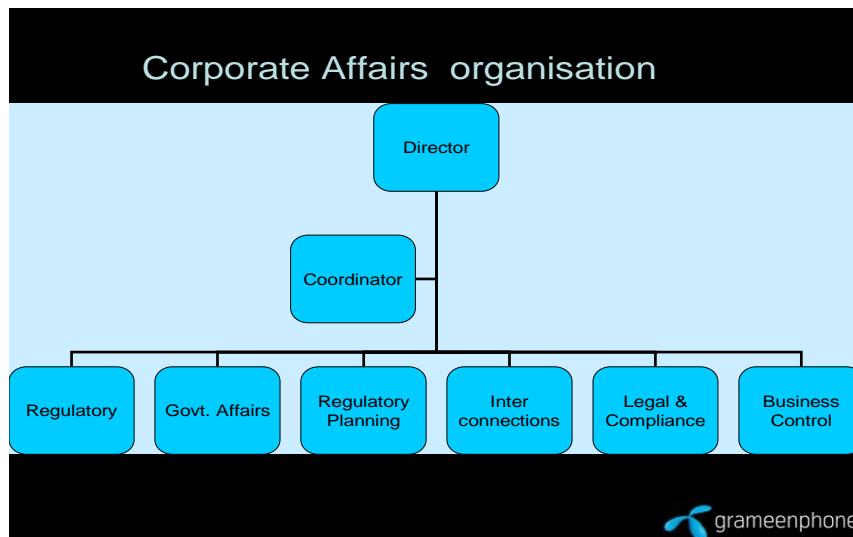 Corporate Affairs organisation
Director
Coordinator
Regulatory
Govt. Affairs
Regulatory
Planning
Inter
connections
Legal &
Compliance
Business
Control
grameenphone